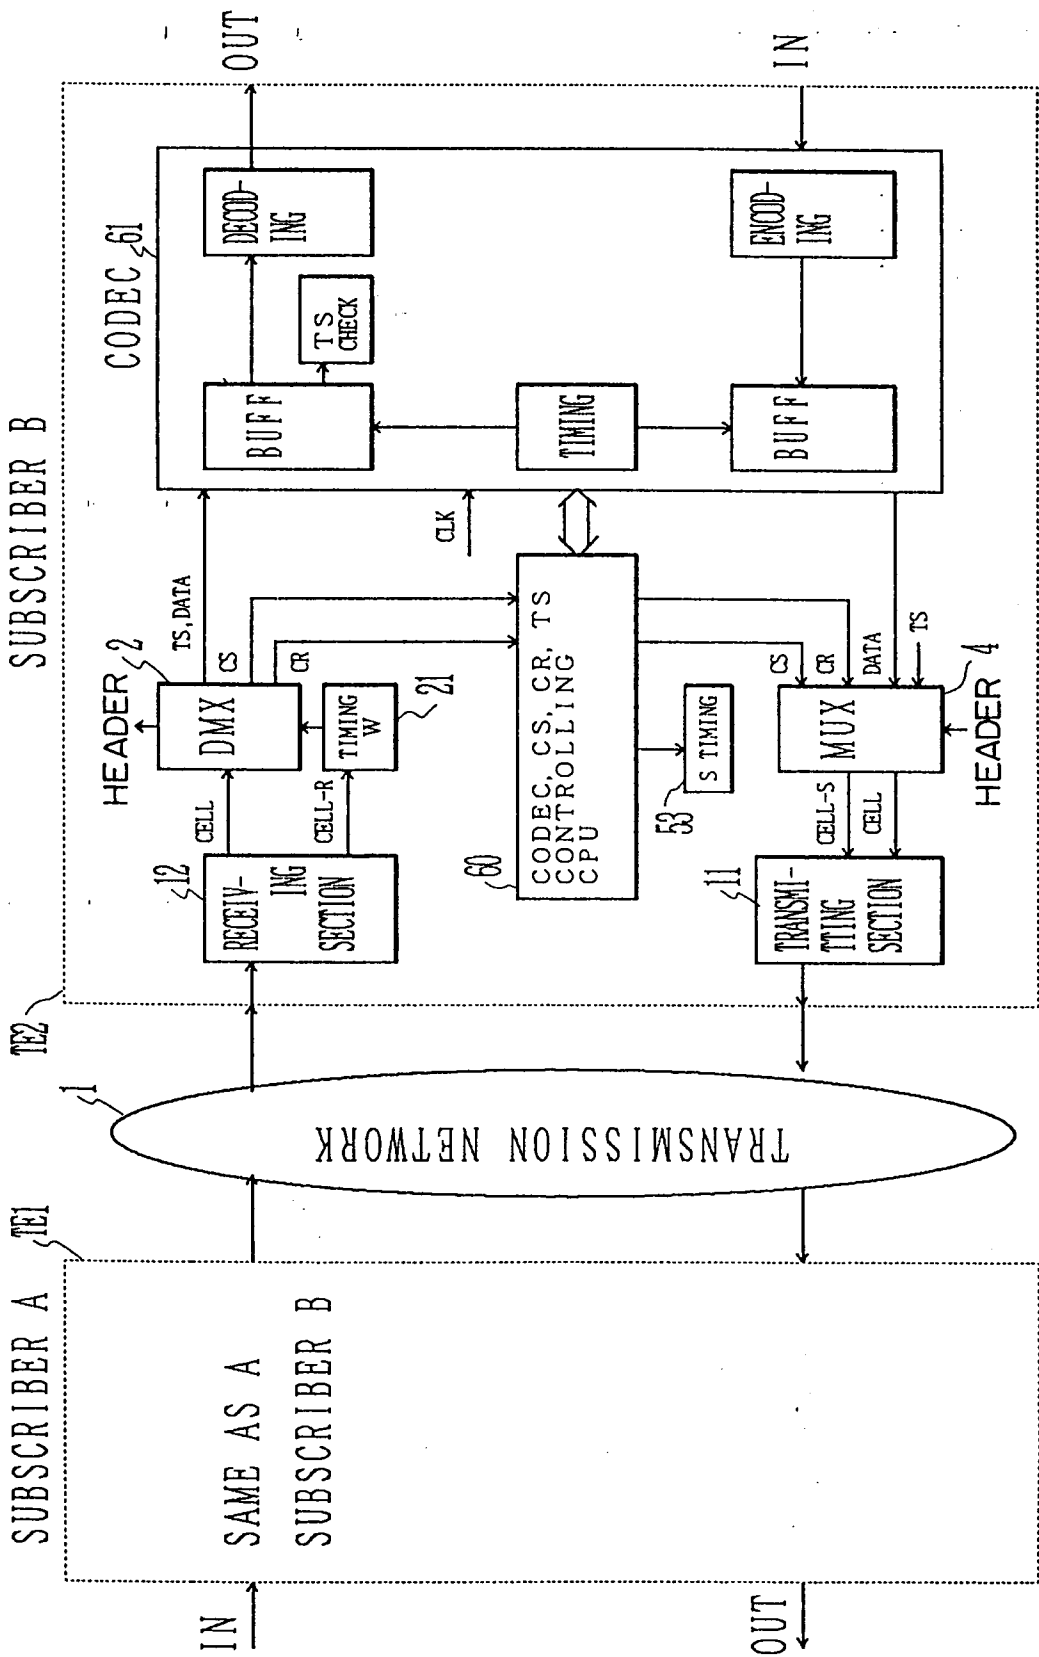 SUBSCRIBER A
TE1
IN
SAME AS A
SUBSCRIBER B
OUT
1
TRANSMISSION NETWORK
SUBSCRIBER B
TE2
12
RECEIV-
ING
SECTION
CELL
CELL-R
HEADER
2
DMX
TIMING
W
21
TS,DATA
CS
CR
60
CODEC, CS, CR, TS
CONTROLLING
CPU
CLK
53
S TIMING
11
TRANSMI-
TTING
SECTION
CELL-S
CELL
MUX
4
HEADER
CS
CR
DATA
TS
CODEC 61
BUFF
TS
CHECK
DECOD-
ING
TIMING
BUFF
ENCOD-
ING
OUT
IN